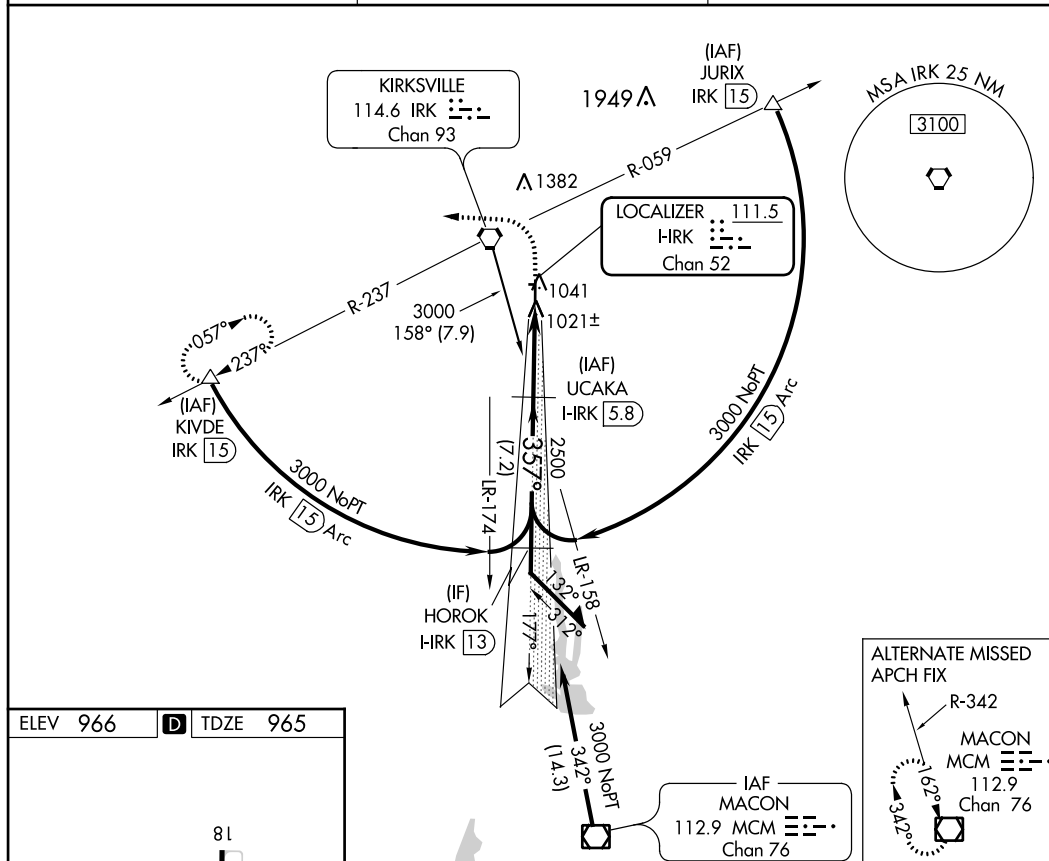 (IAF)
JURIX
IRK 15
MSA IRK 25 NM
3100
KIRKSVILLE
114.6 IRK
Chan 93
1949
R-059
1382
LOCALIZER 111.5
I-IRK
Chan 52
R-237
3000
158° (7.9)
1041
1021±
057°
237°
(IAF)
KIVDE
IRK 15
(IAF)
UCAKA
I-IRK 5.8
3000 NoPT
IRK 15 Arc
3000 NoPT
IRK 15 Arc
LR-174
(7.2)
357°
2500
LR-158
(IF)
HOROK
I-IRK 13
132°
312°
177°
3000 NoPT
342°
(14.3)
IAF
MACON
112.9 MCM
Chan 76
ALTERNATE MISSED
APCH FIX
R-342
MACON
MCM
112.9
Chan 76
162°
342°
ELEV 966 D TDZE 965
18